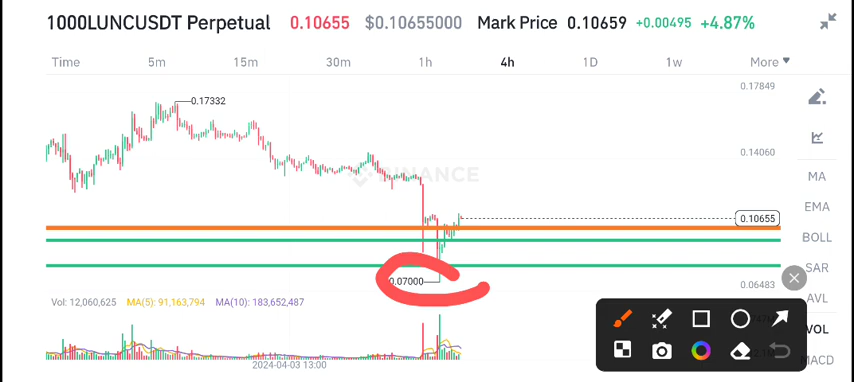 1000LUNCUSDT Perpetual 0.10655 $0.10655000 Mark Price 0.10659 +0.00495 +4.87%
Time 5m 15m 30m 1h 4h 1D 1w More
0.17849
0.17332
0.14060
BINANCE
MA
EMA
0.10655
BOLL
SAR
0.07000
0.06483
AVL
Vol: 12,060,625 MA(5): 91,163,794 MA(10): 183,652,487
VOL
2024-04-03 13:00
MACD